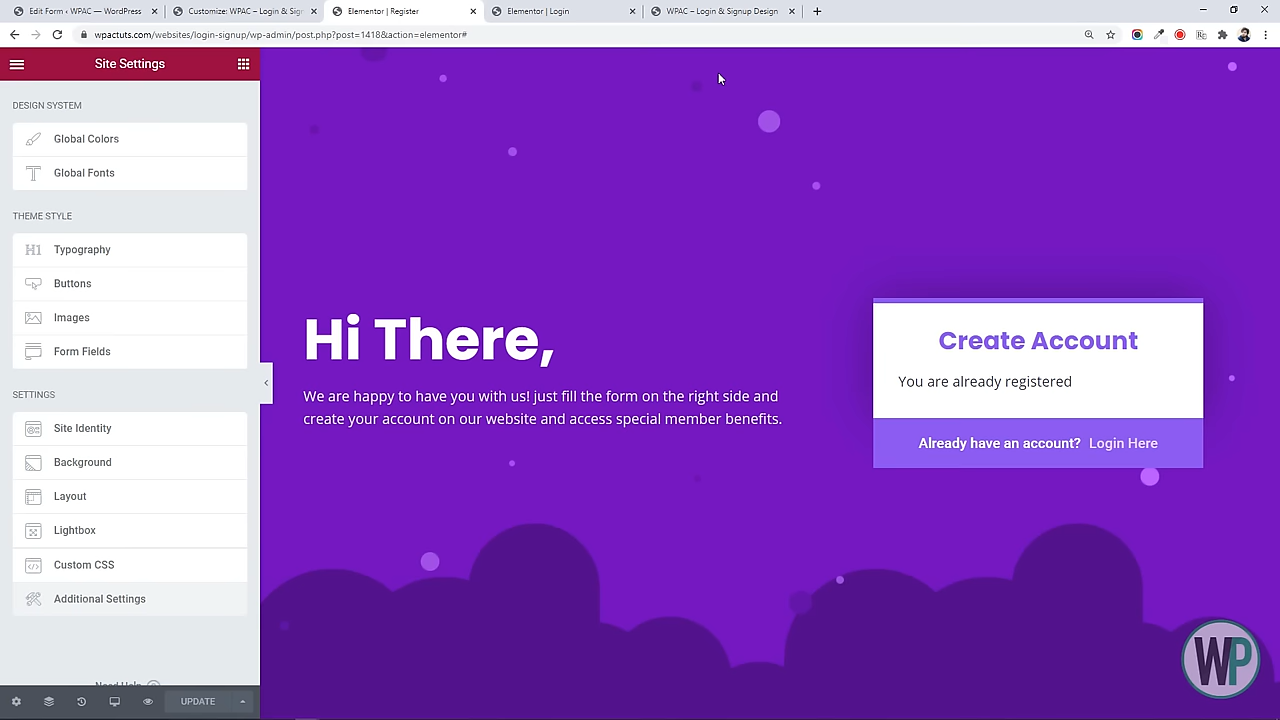 Edit Form ‹ WPAC — WordPress
Customize: WPAC – Login & Sign
Elementor | Register
Elementor | Login
WPAC – Login & Signup Design
wpactuts.com/websites/login-signup/wp-admin/post.php?post=1418&action=elementor#
Site Settings
DESIGN SYSTEM
Global Colors
Global Fonts
THEME STYLE
Typography
Buttons
Images
Form Fields
SETTINGS
Site Identity
Background
Layout
Lightbox
Custom CSS
Additional Settings
Need Help
UPDATE
Hi There,
We are happy to have you with us! just fill the form on the right side and
create your account on our website and access special member benefits.
Create Account
You are already registered
Already have an account? Login Here
WP